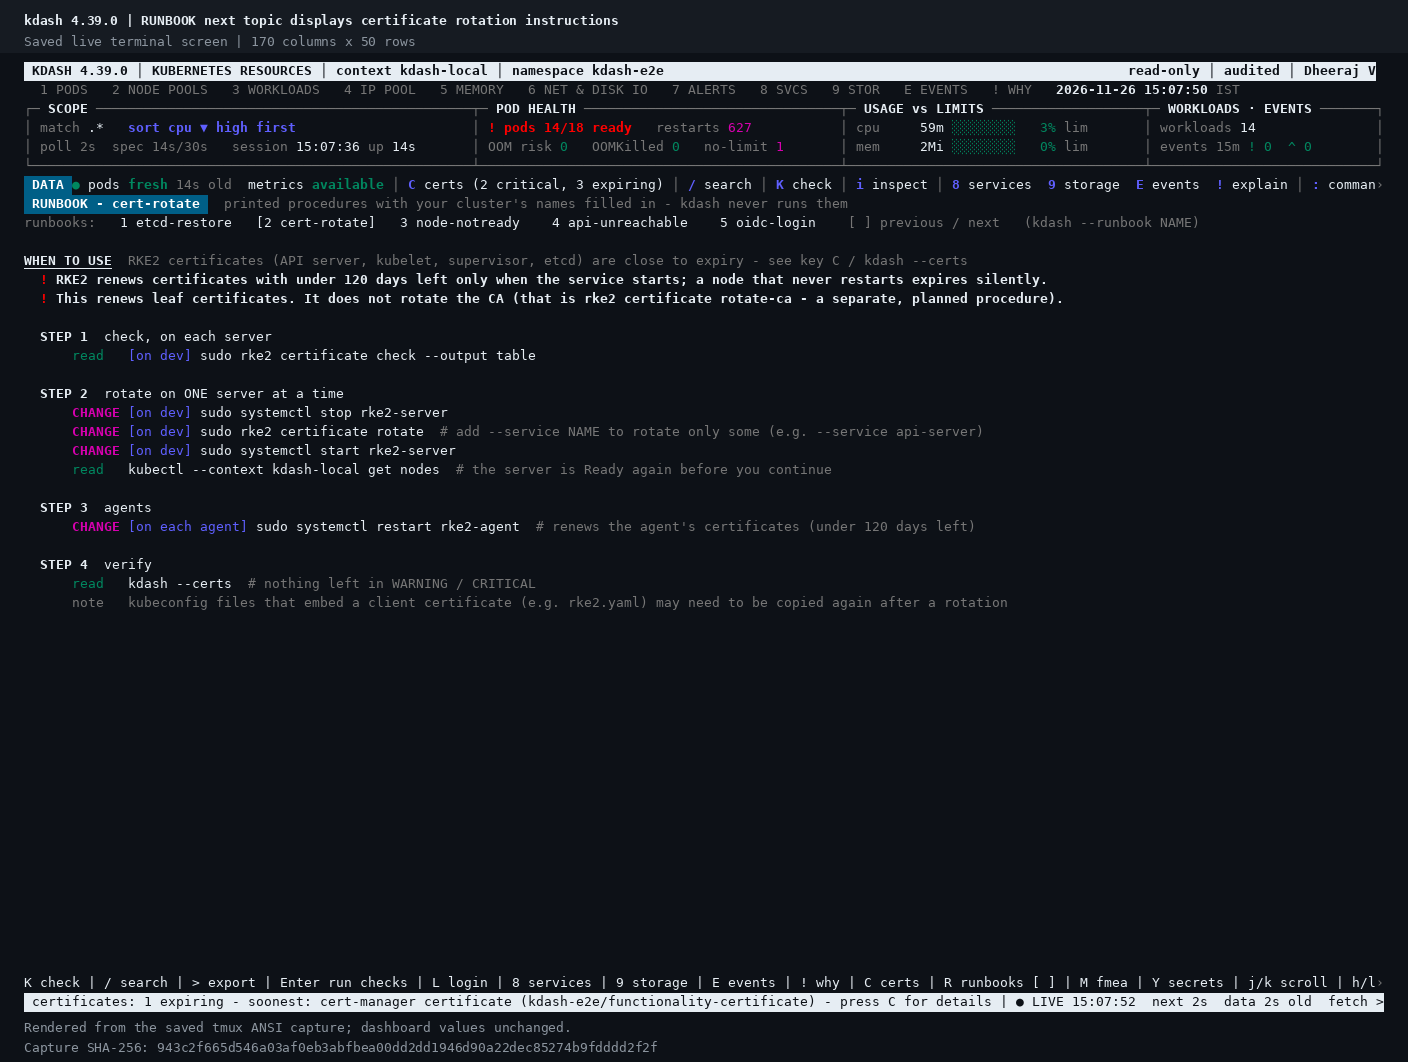 kdash 4.39.0 | RUNBOOK next topic displays certificate rotation instructions
Saved live terminal screen | 170 columns x 50 rows
KDASH 4.39.0 │ KUBERNETES RESOURCES │ context kdash-local │ namespace kdash-e2e read-only │ audited │ Dheeraj V
1 PODS 2 NODE POOLS 3 WORKLOADS 4 IP POOL 5 MEMORY 6 NET & DISK IO 7 ALERTS 8 SVCS 9 STOR E EVENTS ! WHY 2026-11-26 15:07:50 IST
┌─ SCOPE ─┬─ POD HEALTH ─┬─ USAGE vs LIMITS ─┬─ WORKLOADS · EVENTS ─┐
│ match .* sort cpu ▼ high first │ ! pods 14/18 ready restarts 627 │ cpu 59m ░░░░░░░░ 3% lim │ workloads 14 │
│ poll 2s spec 14s/30s session 15:07:36 up 14s │ OOM risk 0 OOMKilled 0 no-limit 1 │ mem 2Mi ░░░░░░░░ 0% lim │ events 15m ! 0 ^ 0 │
DATA ● pods fresh 14s old metrics available │ C certs (2 critical, 3 expiring) │ / search │ K check │ i inspect │ 8 services 9 storage E events ! explain │ : comman›
RUNBOOK - cert-rotate printed procedures with your cluster's names filled in - kdash never runs them
runbooks: 1 etcd-restore [2 cert-rotate] 3 node-notready 4 api-unreachable 5 oidc-login [ ] previous / next (kdash --runbook NAME)
WHEN TO USE RKE2 certificates (API server, kubelet, supervisor, etcd) are close to expiry - see key C / kdash --certs
! RKE2 renews certificates with under 120 days left only when the service starts; a node that never restarts expires silently.
! This renews leaf certificates. It does not rotate the CA (that is rke2 certificate rotate-ca - a separate, planned procedure).
STEP 1 check, on each server
read [on dev] sudo rke2 certificate check --output table
STEP 2 rotate on ONE server at a time
CHANGE [on dev] sudo systemctl stop rke2-server
CHANGE [on dev] sudo rke2 certificate rotate # add --service NAME to rotate only some (e.g. --service api-server)
CHANGE [on dev] sudo systemctl start rke2-server
read kubectl --context kdash-local get nodes # the server is Ready again before you continue
STEP 3 agents
CHANGE [on each agent] sudo systemctl restart rke2-agent # renews the agent's certificates (under 120 days left)
STEP 4 verify
read kdash --certs # nothing left in WARNING / CRITICAL
note kubeconfig files that embed a client certificate (e.g. rke2.yaml) may need to be copied again after a rotation
K check | / search | > export | Enter run checks | L login | 8 services | 9 storage | E events | ! why | C certs | R runbooks [ ] | M fmea | Y secrets | j/k scroll | h/l›
certificates: 1 expiring - soonest: cert-manager certificate (kdash-e2e/functionality-certificate) - press C for details | ● LIVE 15:07:52 next 2s data 2s old fetch >
Rendered from the saved tmux ANSI capture; dashboard values unchanged.
Capture SHA-256: 943c2f665d546a03af0eb3abfbea00dd2dd1946d90a22dec85274b9fdddd2f2f